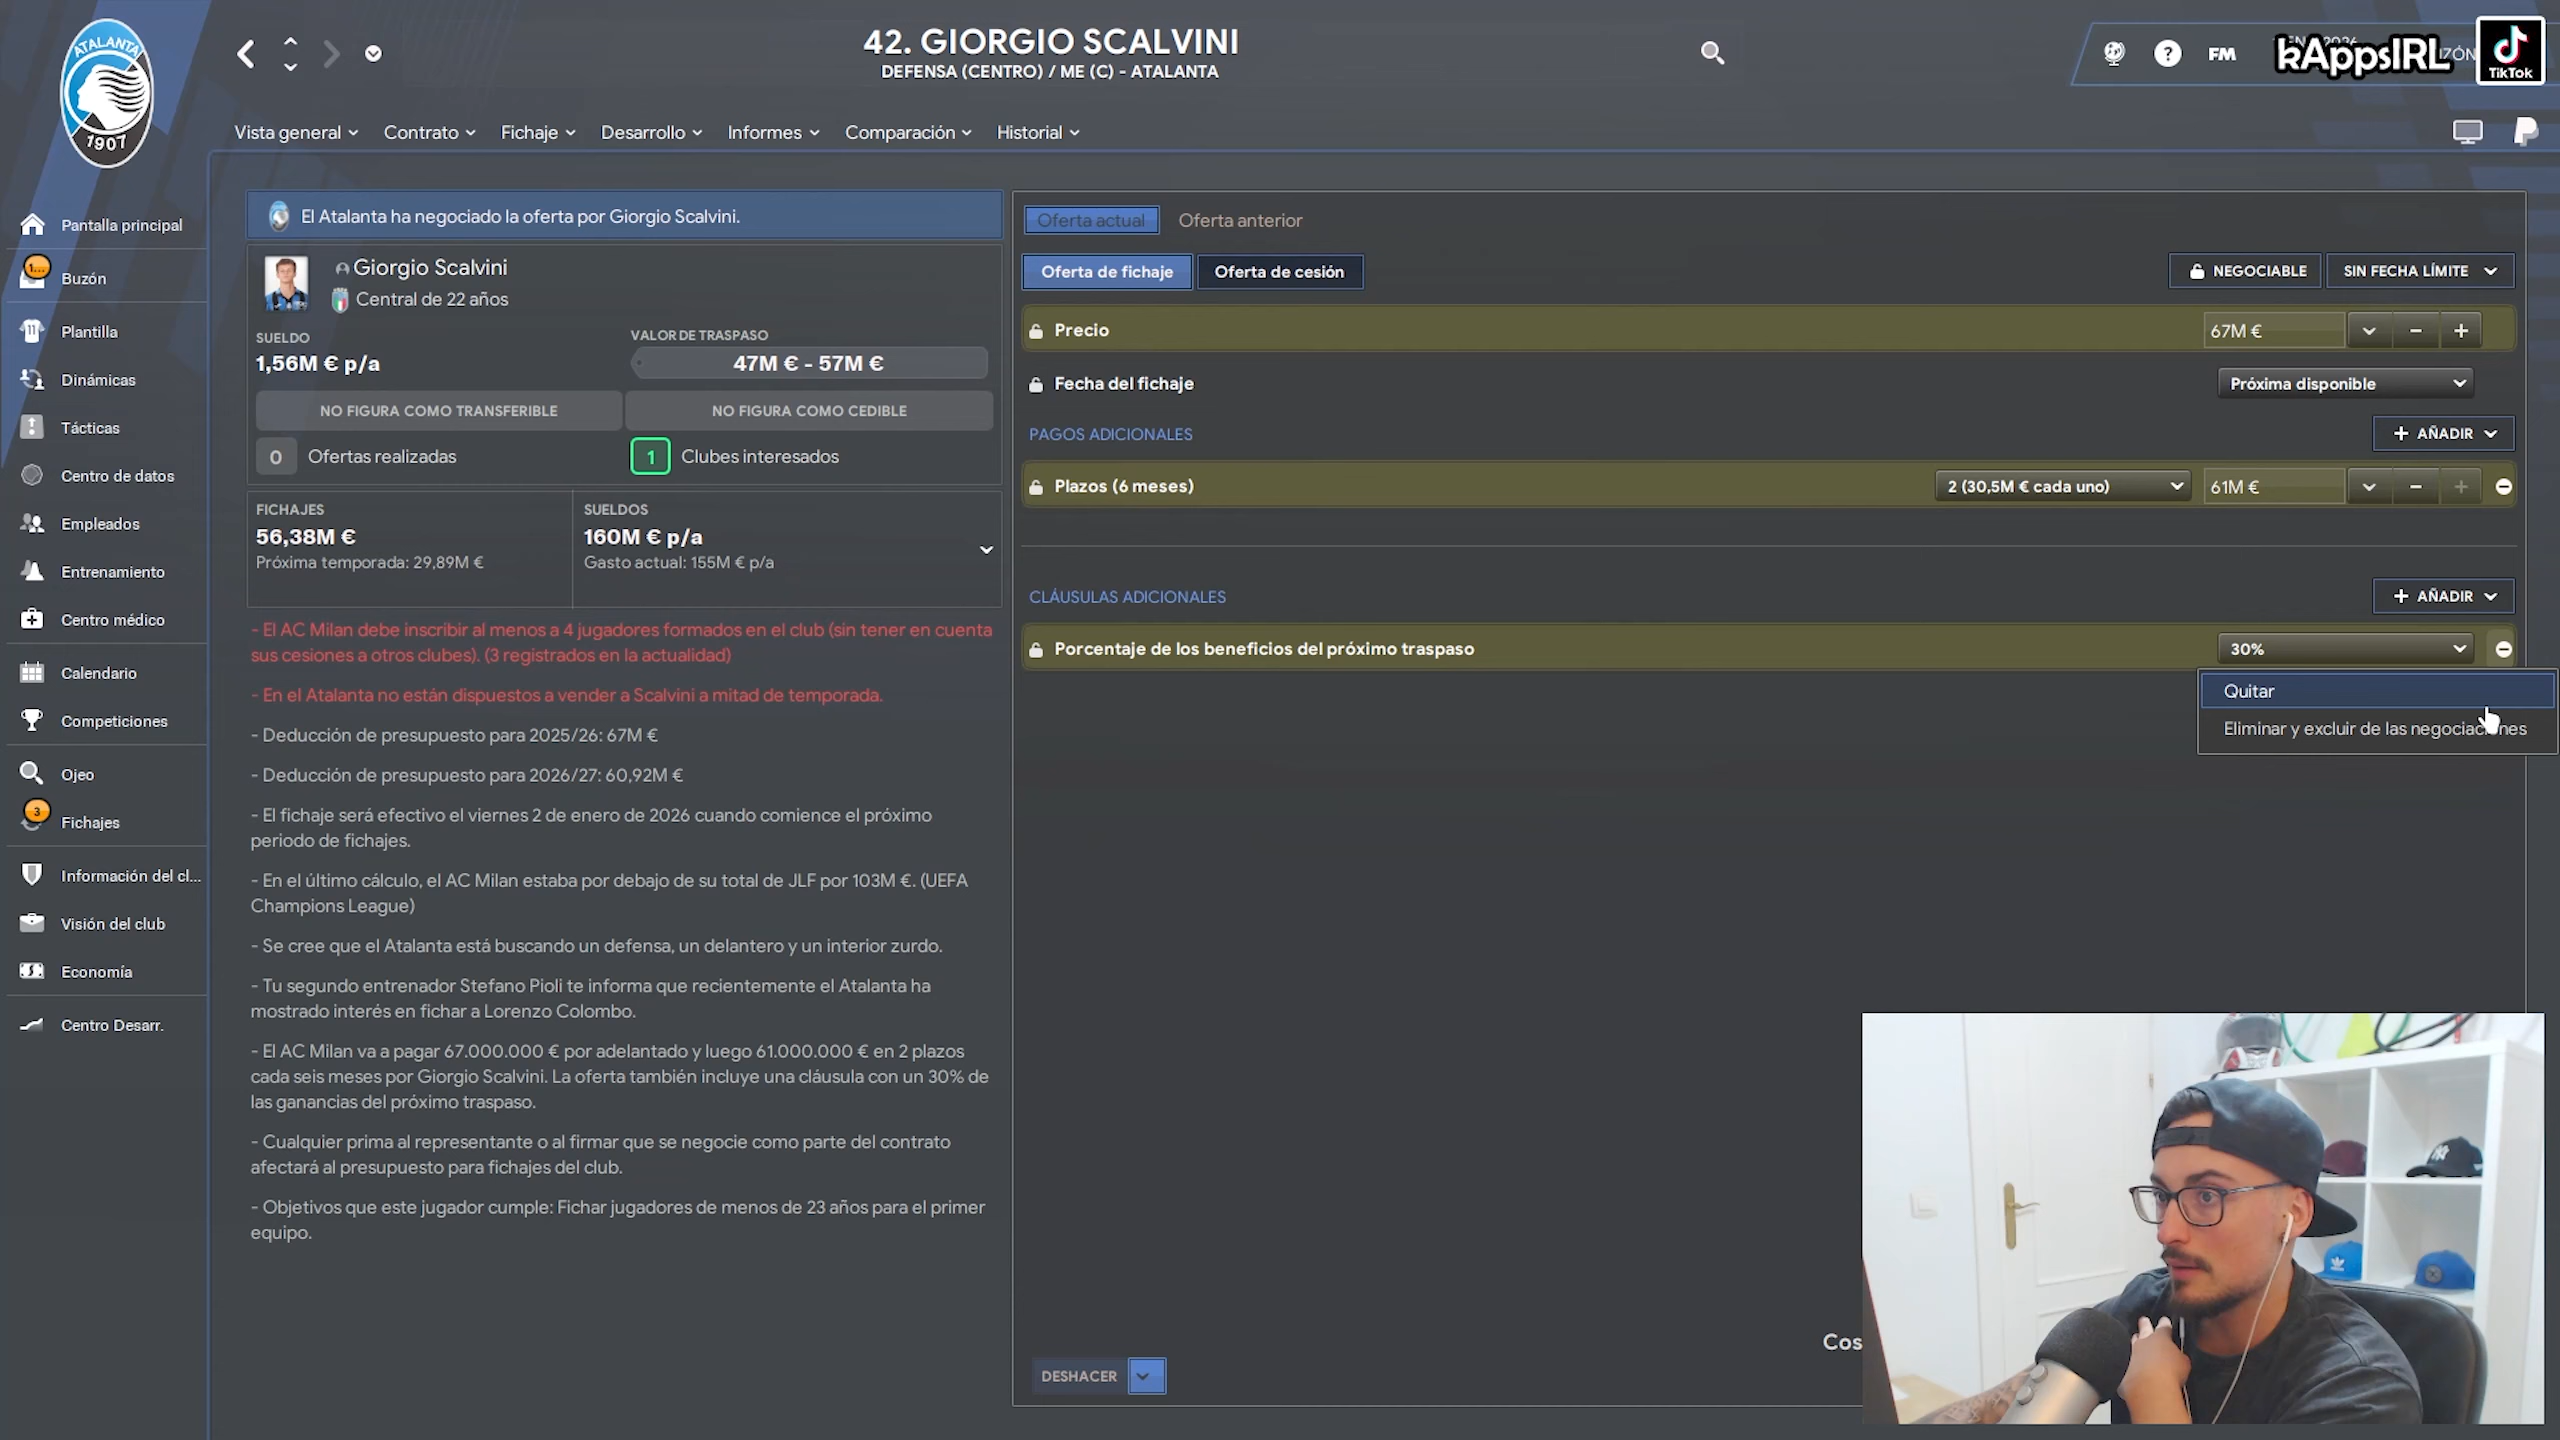 ATALANTA
1907
42. GIORGIO SCALVINI
DEFENSA (CENTRO) / ME (C) - ATALANTA
FM
kAppsIRL
TikTok
Vista general
Contrato
Fichaje
Desarrollo
Informes
Comparación
Historial
Pantalla principal
1...
Buzón
11
Plantilla
Dinámicas
Tácticas
Centro de datos
Empleados
Entrenamiento
Centro médico
Calendario
Competiciones
Ojeo
3
Fichajes
Información del cl...
Visión del club
Economía
Centro Desarr.
El Atalanta ha negociado la oferta por Giorgio Scalvini.
Giorgio Scalvini
Central de 22 años
SUELDO
1,56M € p/a
VALOR DE TRASPASO
47M € - 57M €
NO FIGURA COMO TRANSFERIBLE
NO FIGURA COMO CEDIBLE
0 Ofertas realizadas
1 Clubes interesados
FICHAJES
56,38M €
Próxima temporada: 29,89M €
SUELDOS
160M € p/a
Gasto actual: 155M € p/a
- El AC Milan debe inscribir al menos a 4 jugadores formados en el club (sin tener en cuenta
sus cesiones a otros clubes). (3 registrados en la actualidad)
- En el Atalanta no están dispuestos a vender a Scalvini a mitad de temporada.
- Deducción de presupuesto para 2025/26: 67M €
- Deducción de presupuesto para 2026/27: 60,92M €
- El fichaje será efectivo el viernes 2 de enero de 2026 cuando comience el próximo
periodo de fichajes.
- En el último cálculo, el AC Milan estaba por debajo de su total de JLF por 103M €. (UEFA
Champions League)
- Se cree que el Atalanta está buscando un defensa, un delantero y un interior zurdo.
- Tu segundo entrenador Stefano Pioli te informa que recientemente el Atalanta ha
mostrado interés en fichar a Lorenzo Colombo.
- El AC Milan va a pagar 67.000.000 € por adelantado y luego 61.000.000 € en 2 plazos
cada seis meses por Giorgio Scalvini. La oferta también incluye una cláusula con un 30% de
las ganancias del próximo traspaso.
- Cualquier prima al representante o al firmar que se negocie como parte del contrato
afectará al presupuesto para fichajes del club.
- Objetivos que este jugador cumple: Fichar jugadores de menos de 23 años para el primer
equipo.
Oferta actual
Oferta anterior
Oferta de fichaje
Oferta de cesión
NEGOCIABLE
SIN FECHA LÍMITE
Precio
67M €
Fecha del fichaje
Próxima disponible
PAGOS ADICIONALES
+ AÑADIR
Plazos (6 meses)
2 (30,5M € cada uno)
61M €
CLÁUSULAS ADICIONALES
+ AÑADIR
Porcentaje de los beneficios del próximo traspaso
30%
Quitar
Eliminar y excluir de las negociaciones
Cos
DESHACER